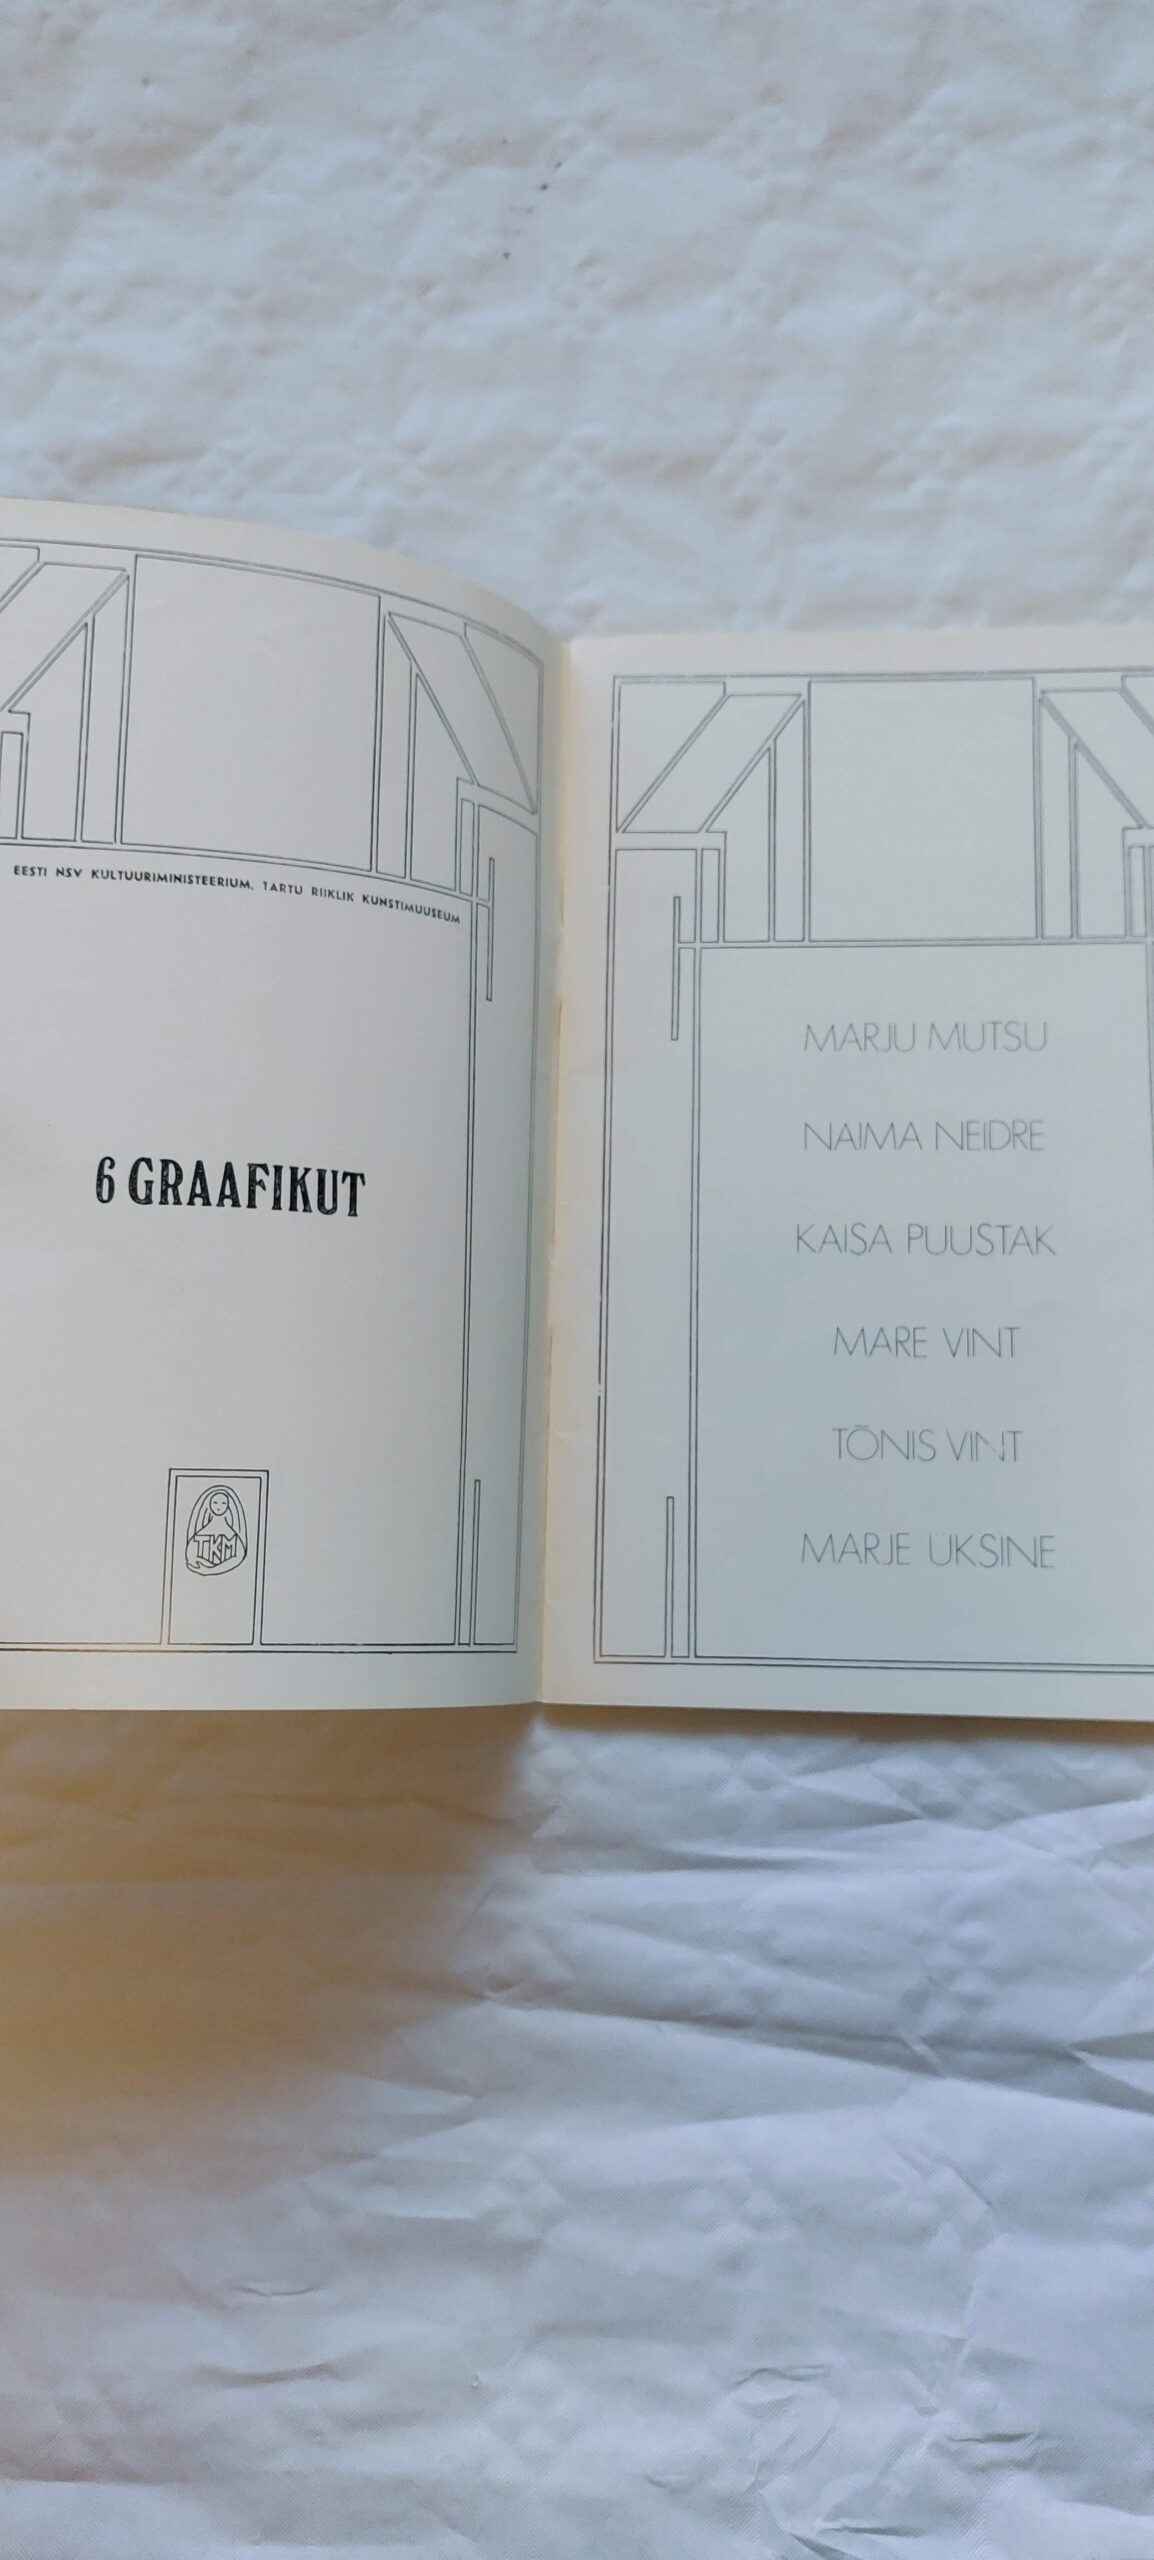 EESTI NSV KULTUURIMINISTEERIUM, TARTU RIIKLIK KUNSTIMUUSEUM
6 GRAAFIKUT
TKM
MARJU MUTSU
NAIMA NEIDRE
KAISA PUUSTAK
MARE VINT
TŌNIS VINT
MARJE UKSINE